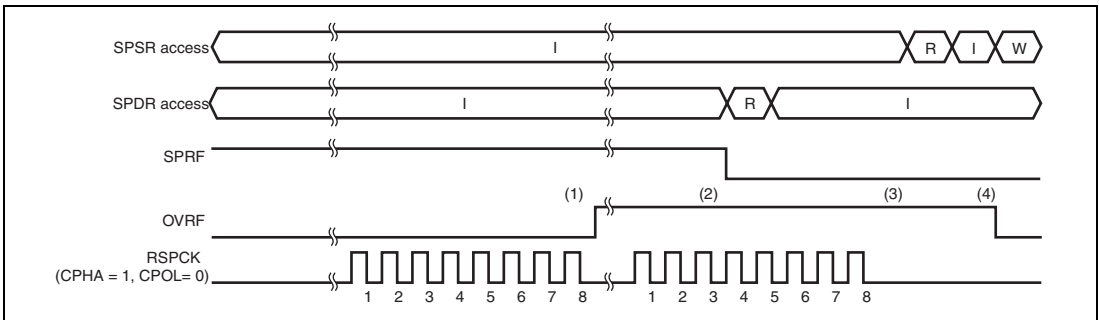 SPSR access I R I W
SPDR access I R I
SPRF
(1) (2) (3) (4)
OVRF
RSPCK
(CPHA = 1, CPOL= 0)
1 2 3 4 5 6 7 8 1 2 3 4 5 6 7 8